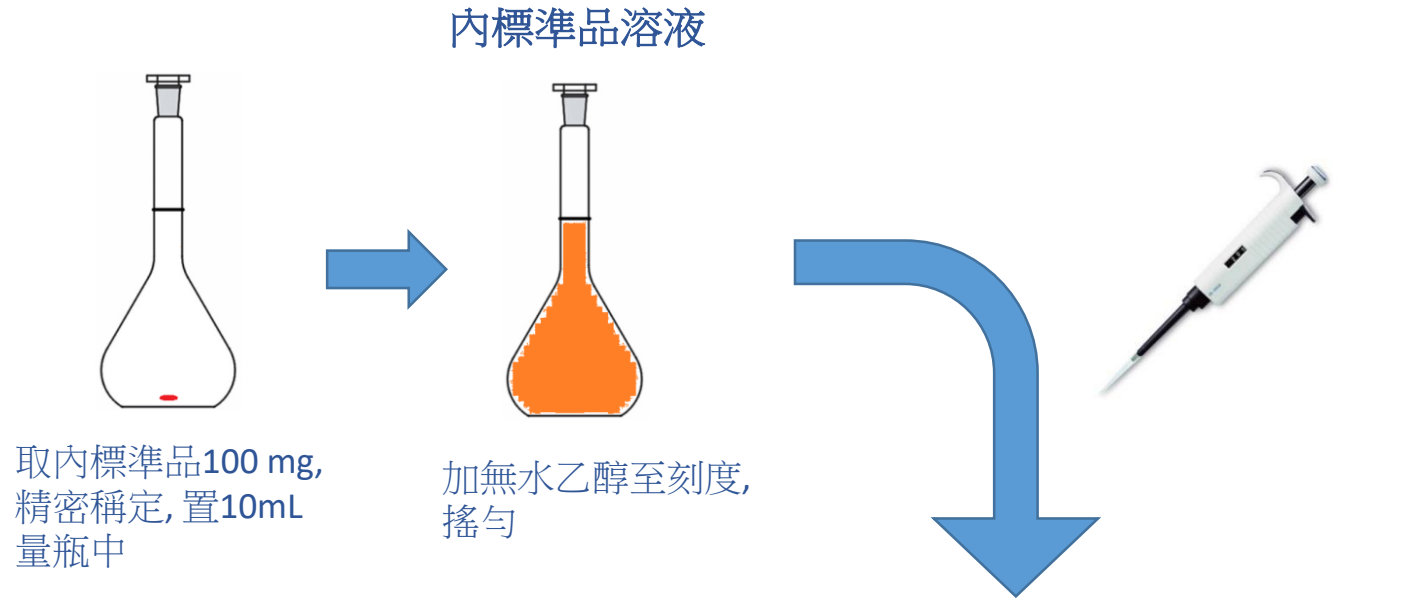 內標準品溶液
取內標準品100 mg,
精密稱定, 置10mL
量瓶中
加無水乙醇至刻度,
搖勻